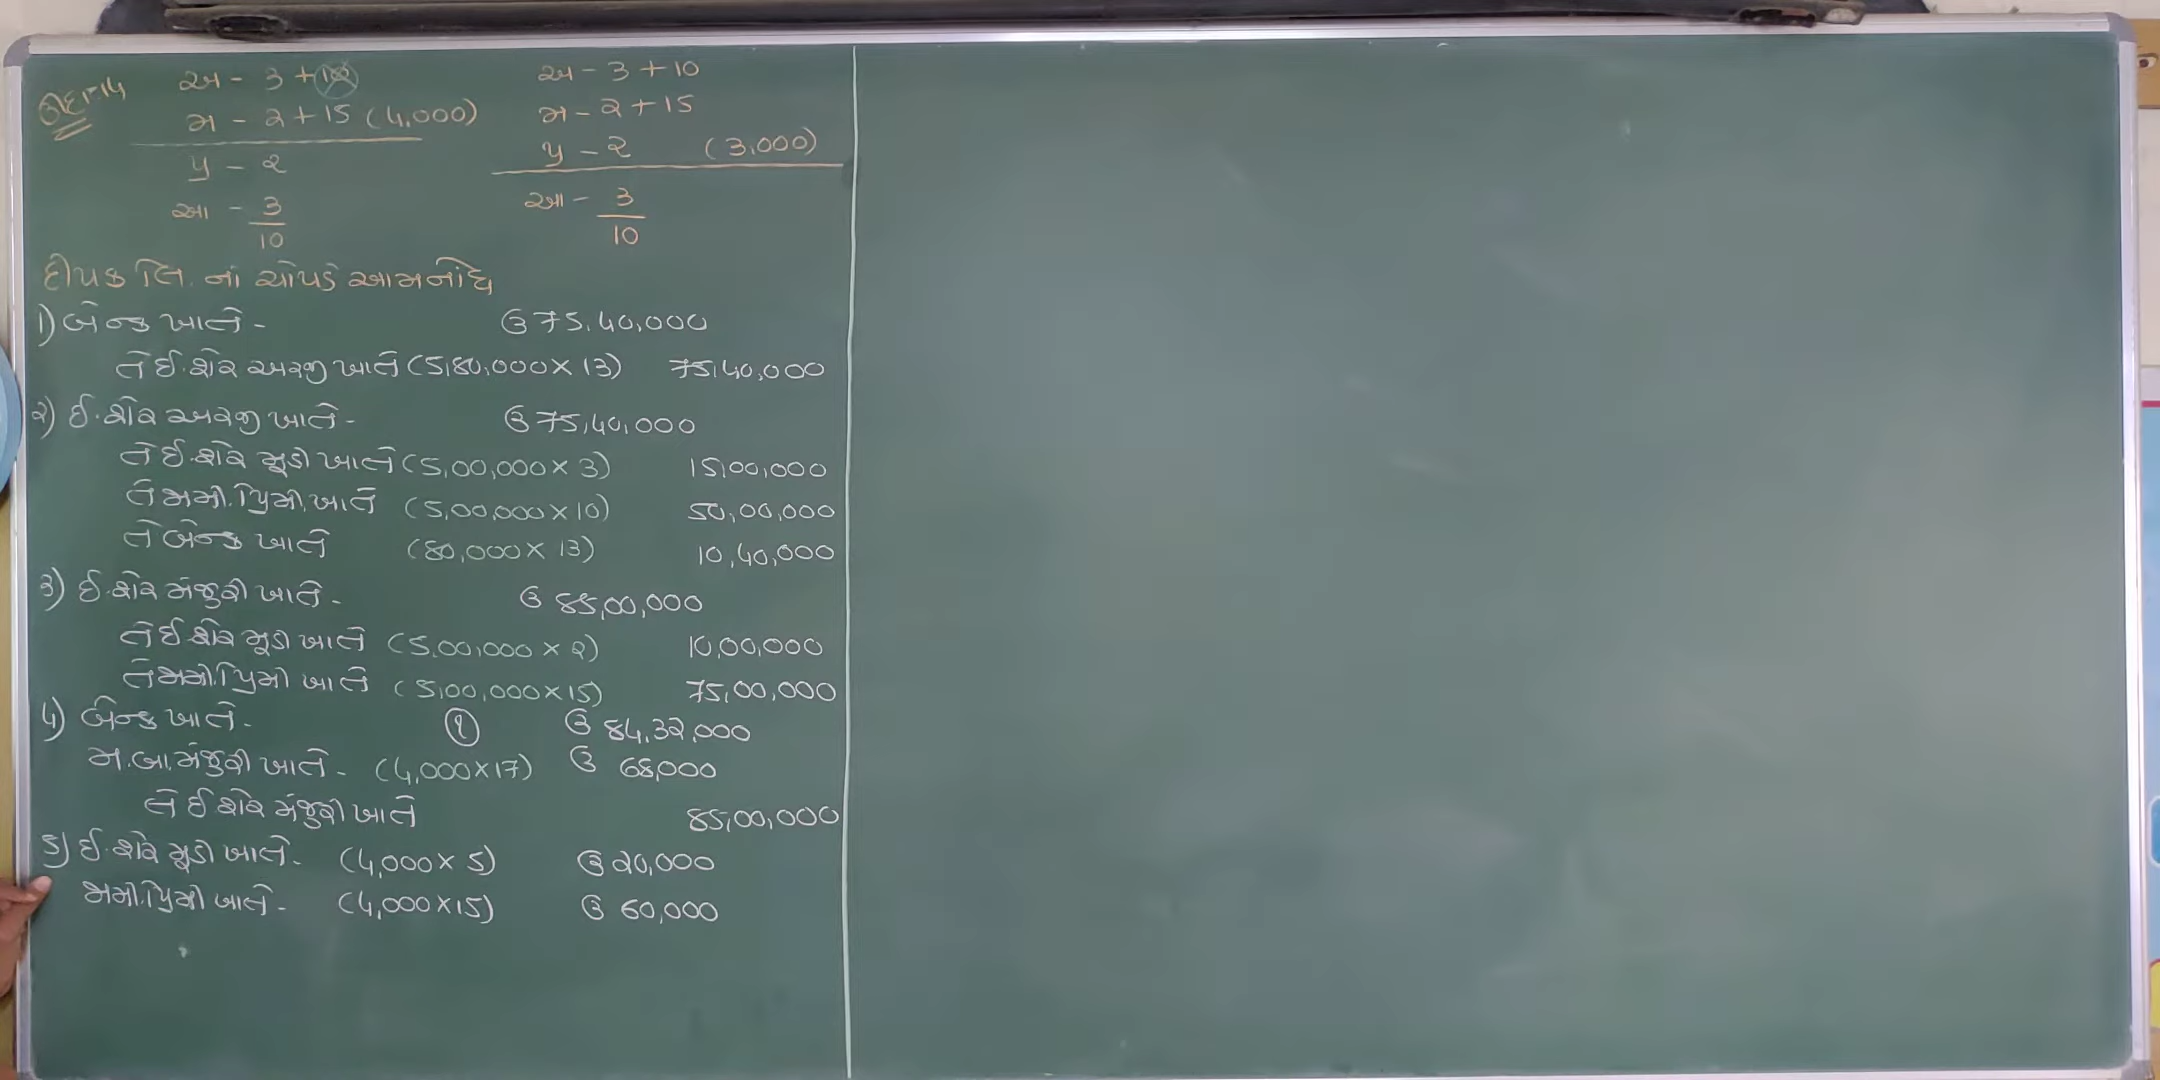 ઉદા-14
અ - 3 + 10
મ - 2 + 15 (4,000)
પુ - 2
આ - 3/10
અ - 3 + 10
મ - 2 + 15
પુ - 2 (3,000)
આ - 3/10
દીપક લિ. નાં ચોપડે આમનોંધ
1) બેન્ક ખાતે - ઉ 75,40,000
તે ઈ.શેર અરજી ખાતે (5,80,000 × 13) 75,40,000
2) ઈ.શેર અરજી ખાતે - ઉ 75,40,000
તે ઈ.શેર મૂડી ખાતે (5,00,000 × 3) 15,00,000
તે જામી.પ્રિમી.ખાતે (5,00,000 × 10) 50,00,000
તે બેન્ક ખાતે (80,000 × 13) 10,40,000
3) ઈ.શેર મંજુરી ખાતે - ઉ 85,00,000
તે ઈ.શેર મૂડી ખાતે (5,00,000 × 2) 10,00,000
તે જામી.પ્રિમી ખાતે (5,00,000 × 15) 75,00,000
4) બેન્ક ખાતે - (1) ઉ 84,32,000
મ.બા.મંજુરી ખાતે - (4,000 × 17) ઉ 68,000
તે ઈ શેર મંજુરી ખાતે 85,00,000
5) ઈ.શેર મૂડી ખાતે - (4,000 × 5) ઉ 20,000
જામી.પ્રિમી ખાતે - (4,000 × 15) ઉ 60,000